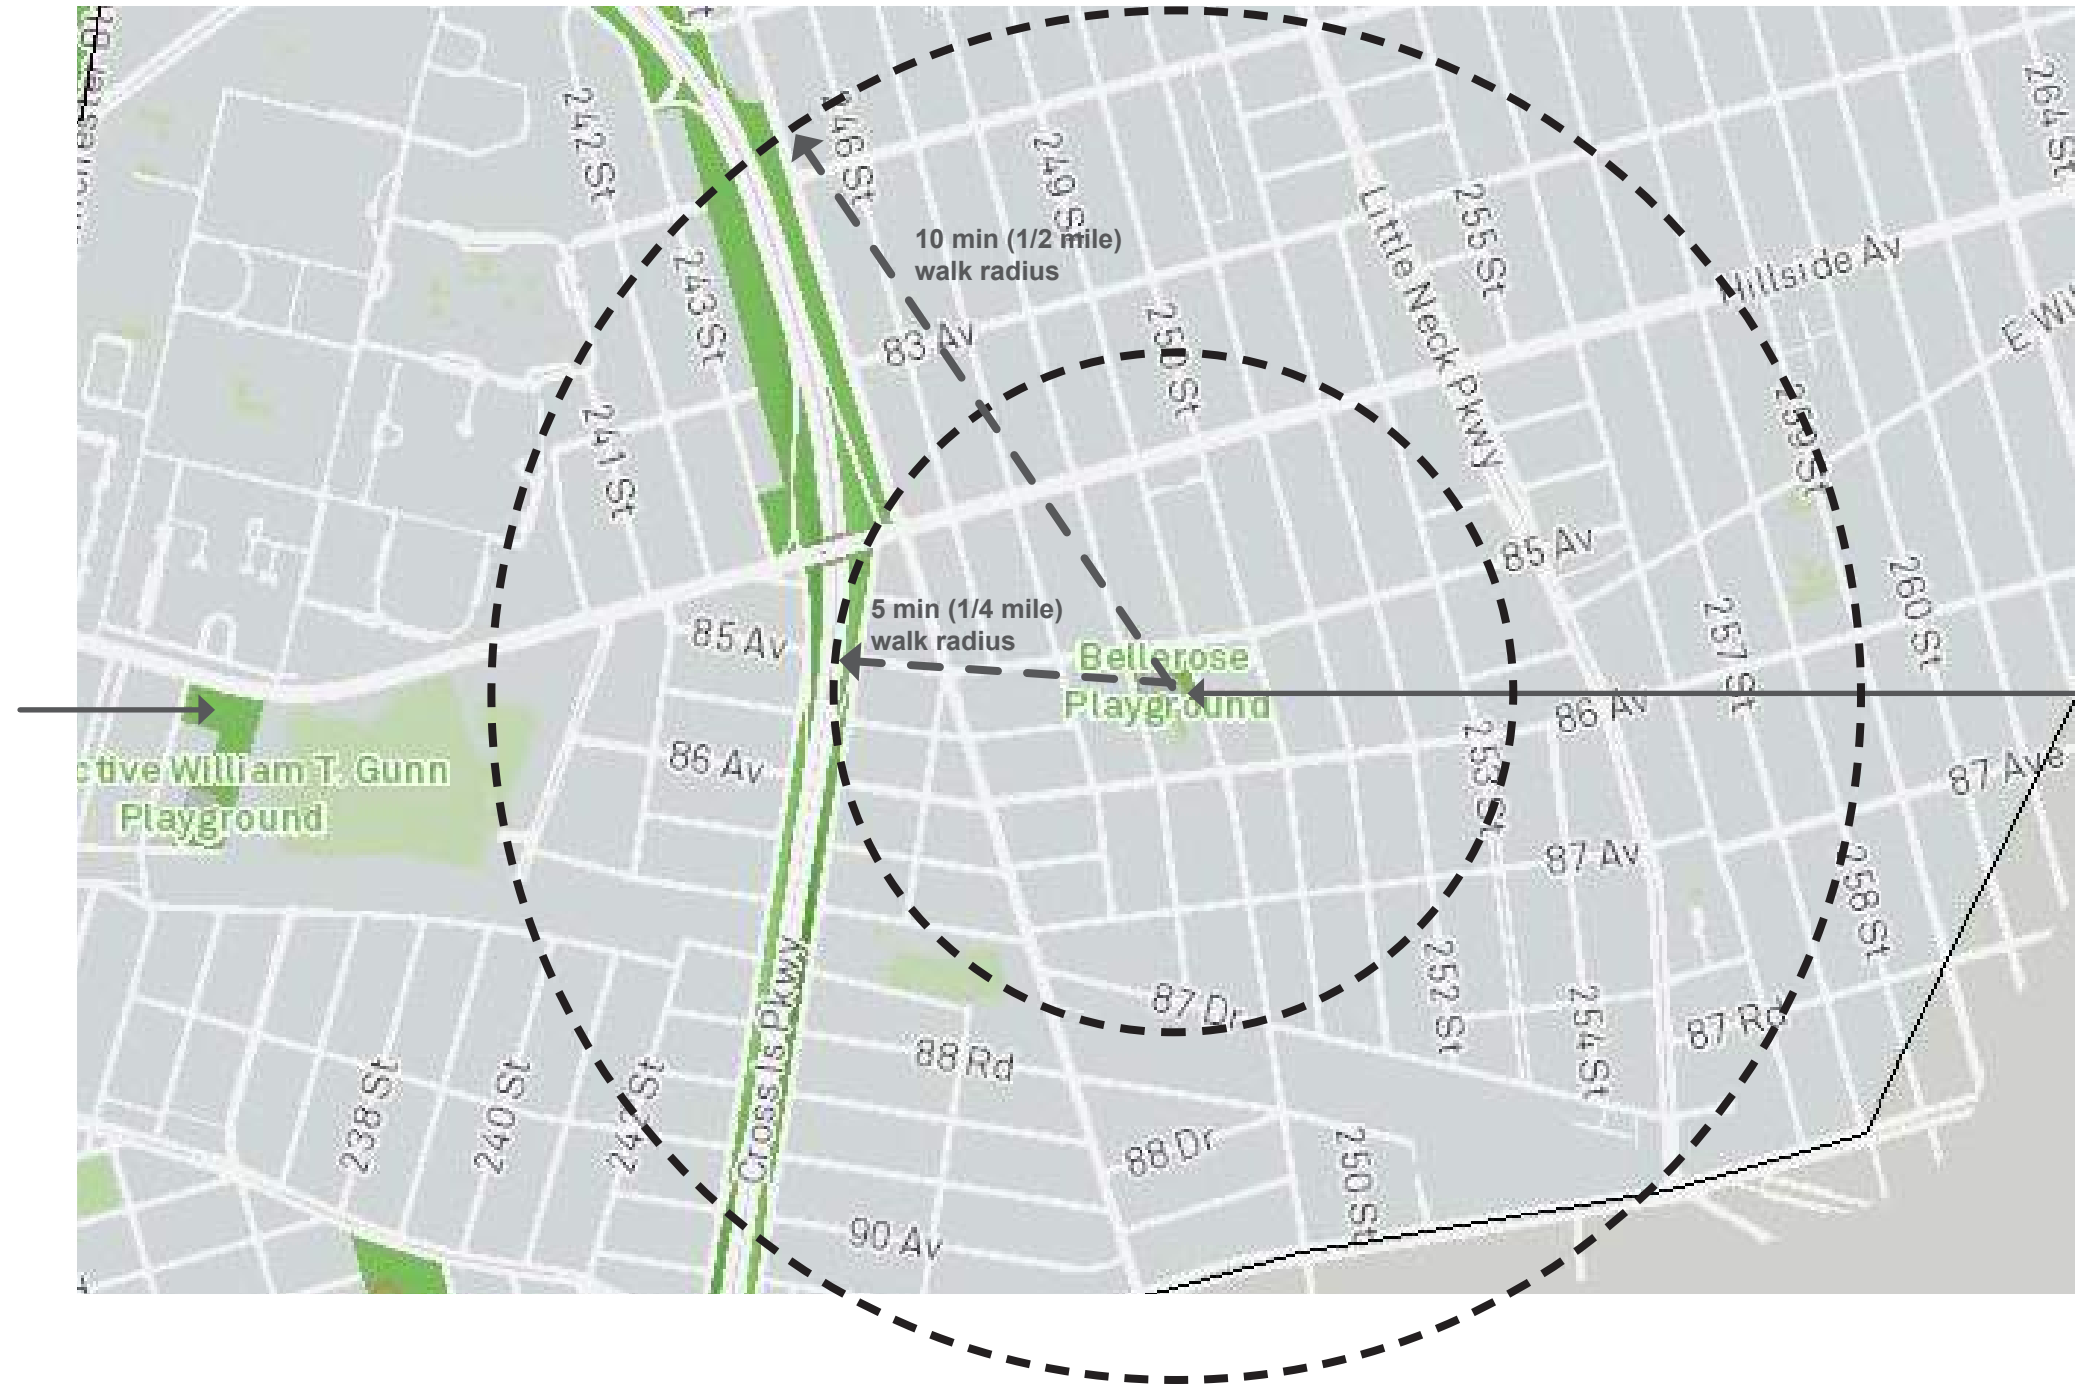 242 St
246 St
249 St
Little Neck Pkwy
255 St
264 St
10 min (1/2 mile)
walk radius
243 St
83 Av
250 St
Hillside Av
259 St
241 St
85 Av
5 min (1/4 mile)
walk radius
85 Av
Bellerose
Playground
257 St
260 St
86 Av
86 Av
253 St
87 Ave
ctive William T. Gunn
Playground
87 Av
258 St
Cross Is Pkwy
87 Dr
252 St
254 St
87 Rd
88 Rd
238 St
240 St
242 St
88 Dr
250 St
90 Av